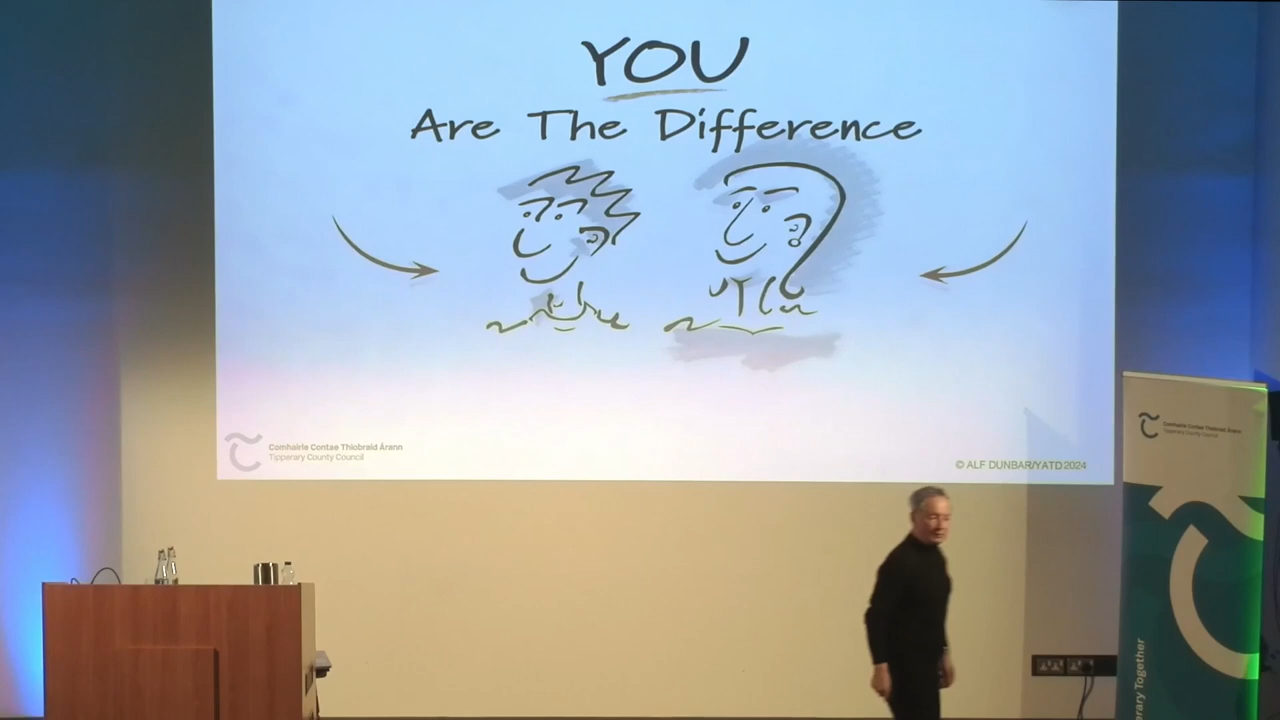 YOU
Are The Difference
Comhairle Contae Thiobraid Árann
Tipperary County Council
© ALF DUNBAR/YATD 2024
Comhairle Contae Thiobraid Árann
Tipperary County Council
erary Together